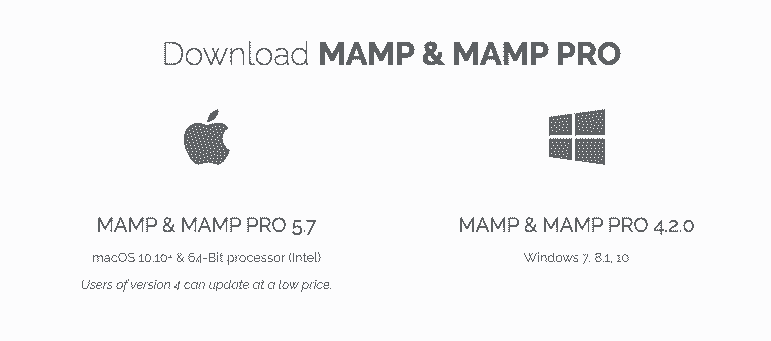 Download MAMP & MAMP PRO
MAMP & MAMP PRO 5.7
macOS 10.10+ & 64-Bit processor (Intel)
Users of version 4 can update at a low price.
MAMP & MAMP PRO 4.2.0
Windows 7, 8.1, 10